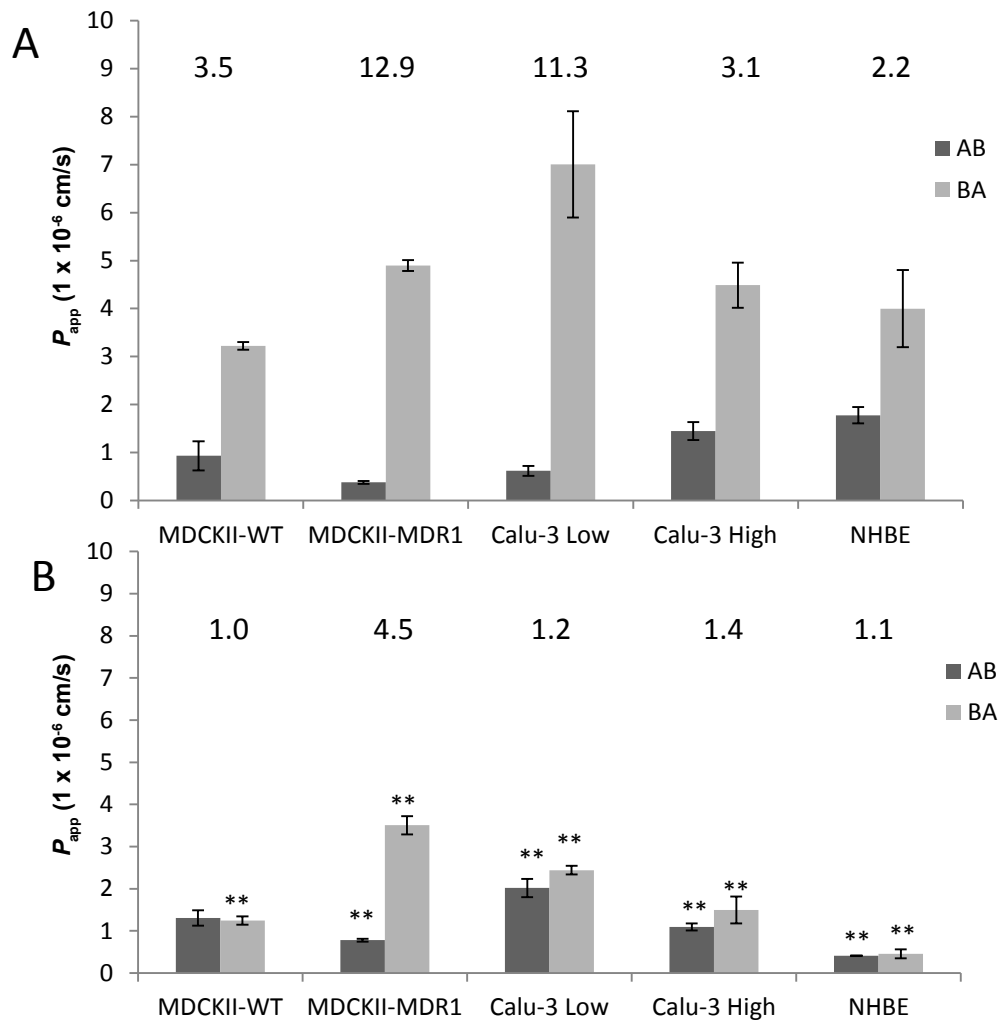 A
10
9
8
7
6
5
4
3
2
1
0
P_app (1 x 10⁻⁶ cm/s)
3.5 12.9 11.3 3.1 2.2
AB
BA
MDCKII-WT MDCKII-MDR1 Calu-3 Low Calu-3 High NHBE
B
10
9
8
7
6
5
4
3
2
1
0
P_app (1 x 10⁻⁶ cm/s)
1.0 4.5 1.2 1.4 1.1
AB
BA
**
**
**
**
**
**
**
**
**
MDCKII-WT MDCKII-MDR1 Calu-3 Low Calu-3 High NHBE